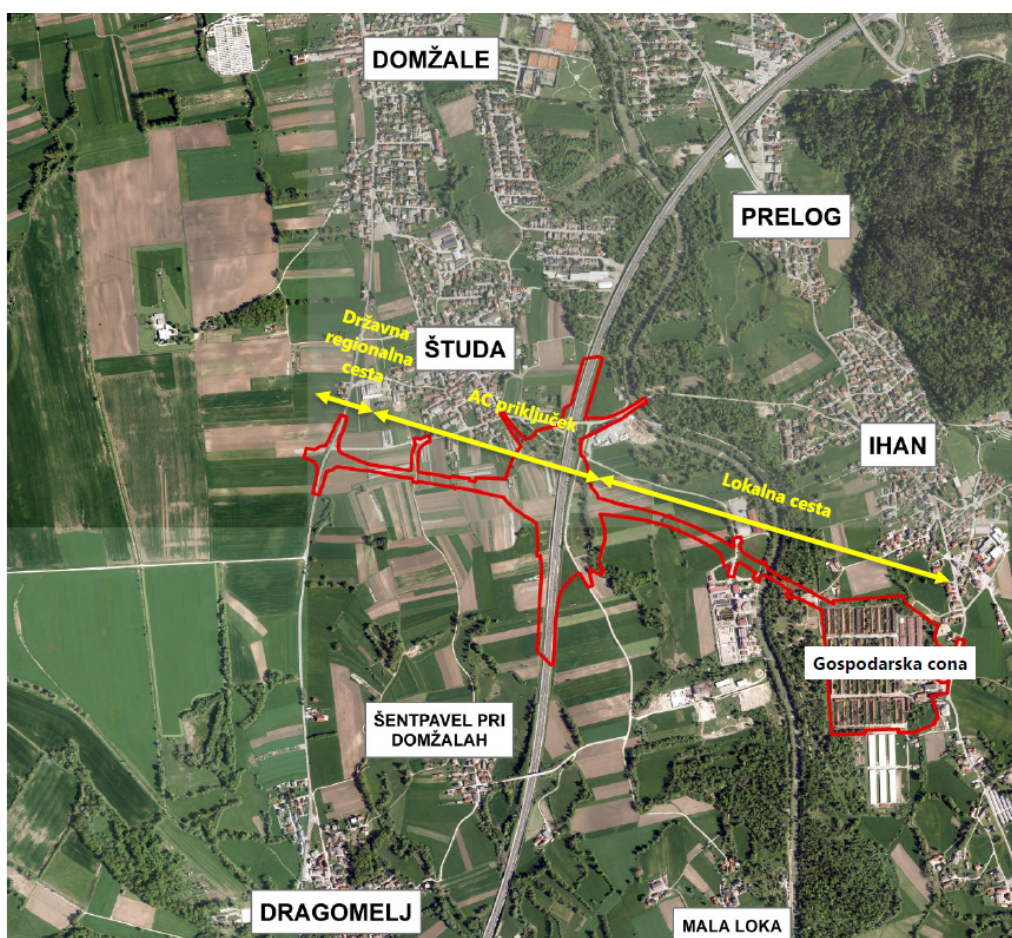 DOMŽALE
PRELOG
Državna
regionalna
cesta
ŠTUDA
AC priključek
IHAN
Lokalna cesta
Gospodarska cona
ŠENTPAVEL PRI
DOMŽALAH
DRAGOMELJ
MALA LOKA